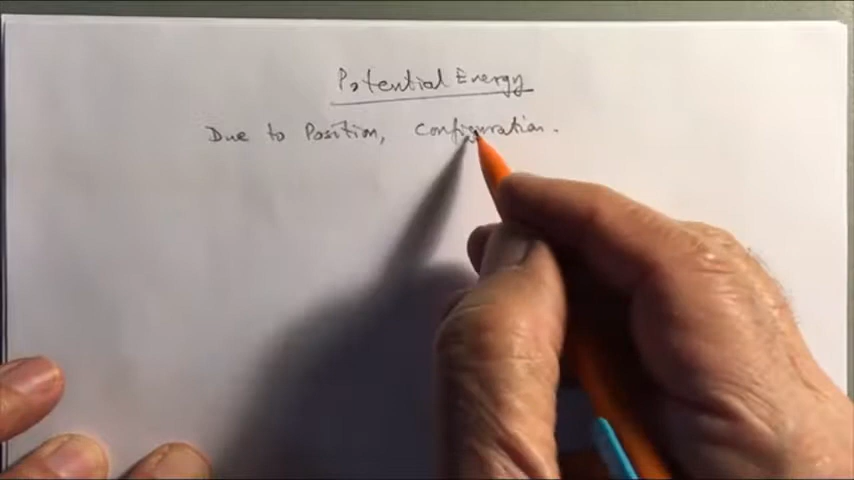 Potential Energy
Due to Position, Configuration.